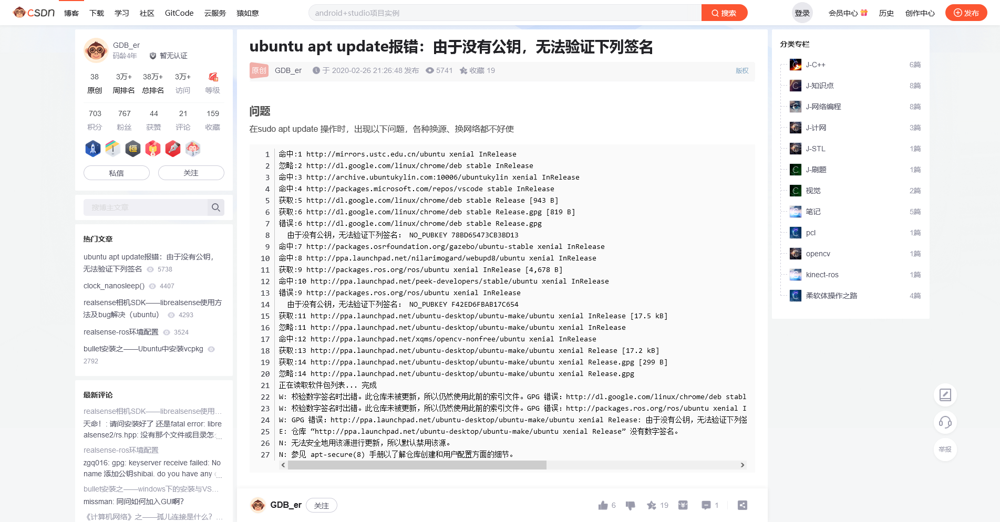 CSDN 博客 下载 学习 社区 GitCode 云服务 猿如意 android+studio项目实例 搜索 登录 会员中心 历史 创作中心 发布
GDB_er
码龄4年 暂无认证
38 3万+ 38万+ 3万+
原创 周排名 总排名 访问 等级
703 767 44 21 159
积分 粉丝 获赞 评论 收藏
私信 关注
搜博主文章
热门文章
ubuntu apt update报错：由于没有公钥，
无法验证下列签名 5738
clock_nanosleep() 4407
realsense相机SDK——librealsense使用方
法及bug解决（ubuntu） 4293
realsense-ros环境配置 3524
bullet安装之——Ubuntu中安装vcpkg
2792
最新评论
realsense相机SDK——librealsense使用…
天命！: 请问安装好了 还是fatal error: libre
alsense2/rs.hpp: 没有那个文件或目录怎...
realsense-ros环境配置
zgq016: gpg: keyserver receive failed: No
name 添加公钥shibai. do you have any ...
bullet安装之——windows下的安装与VS…
missman: 同问如何加入GUI啊？
《计算机网络》之——孤儿连接是什么？…
ubuntu apt update报错：由于没有公钥，无法验证下列签名
原创 GDB_er 于 2020-02-26 21:26:48 发布 5741 收藏 19 版权
问题
在sudo apt update 操作时，出现以下问题，各种换源、换网络都不好使
1 命中:1 http://mirrors.ustc.edu.cn/ubuntu xenial InRelease
2 忽略:2 http://dl.google.com/linux/chrome/deb stable InRelease
3 命中:3 http://archive.ubuntukylin.com:10006/ubuntukylin xenial InRelease
4 命中:4 http://packages.microsoft.com/repos/vscode stable InRelease
5 获取:5 http://dl.google.com/linux/chrome/deb stable Release [943 B]
6 获取:6 http://dl.google.com/linux/chrome/deb stable Release.gpg [819 B]
7 错误:6 http://dl.google.com/linux/chrome/deb stable Release.gpg
8 由于没有公钥，无法验证下列签名： NO_PUBKEY 78BD65473CB3BD13
9 命中:7 http://packages.osrfoundation.org/gazebo/ubuntu-stable xenial InRelease
10 命中:8 http://ppa.launchpad.net/nilarimogard/webupd8/ubuntu xenial InRelease
11 获取:9 http://packages.ros.org/ros/ubuntu xenial InRelease [4,678 B]
12 命中:10 http://ppa.launchpad.net/peek-developers/stable/ubuntu xenial InRelease
13 错误:9 http://packages.ros.org/ros/ubuntu xenial InRelease
14 由于没有公钥，无法验证下列签名： NO_PUBKEY F42ED6FBAB17C654
15 获取:11 http://ppa.launchpad.net/ubuntu-desktop/ubuntu-make/ubuntu xenial InRelease [17.5 kB]
16 忽略:11 http://ppa.launchpad.net/ubuntu-desktop/ubuntu-make/ubuntu xenial InRelease
17 命中:12 http://ppa.launchpad.net/xqms/opencv-nonfree/ubuntu xenial InRelease
18 获取:13 http://ppa.launchpad.net/ubuntu-desktop/ubuntu-make/ubuntu xenial Release [17.2 kB]
19 获取:14 http://ppa.launchpad.net/ubuntu-desktop/ubuntu-make/ubuntu xenial Release.gpg [299 B]
20 忽略:14 http://ppa.launchpad.net/ubuntu-desktop/ubuntu-make/ubuntu xenial Release.gpg
21 正在读取软件包列表... 完成
22 W: 校验数字签名时出错。此仓库未被更新，所以仍然使用此前的索引文件。GPG 错误：http://dl.google.com/linux/chrome/deb stabl
23 W: 校验数字签名时出错。此仓库未被更新，所以仍然使用此前的索引文件。GPG 错误：http://packages.ros.org/ros/ubuntu xenial I
24 W: GPG 错误：http://ppa.launchpad.net/ubuntu-desktop/ubuntu-make/ubuntu xenial Release: 由于没有公钥，无法验证下列签
25 E: 仓库 “http://ppa.launchpad.net/ubuntu-desktop/ubuntu-make/ubuntu xenial Release” 没有数字签名。
26 N: 无法安全地用该源进行更新，所以默认禁用该源。
27 N: 参见 apt-secure(8) 手册以了解仓库创建和用户配置方面的细节。
GDB_er 关注 6 19 1
分类专栏
J-C++ 6篇
J-知识点 8篇
J-网络编程 8篇
J-计网 3篇
J-STL 1篇
J-刷题 1篇
视觉 2篇
笔记 5篇
pcl 1篇
opencv 1篇
kinect-ros 1篇
柔软体操作之路 4篇
举报